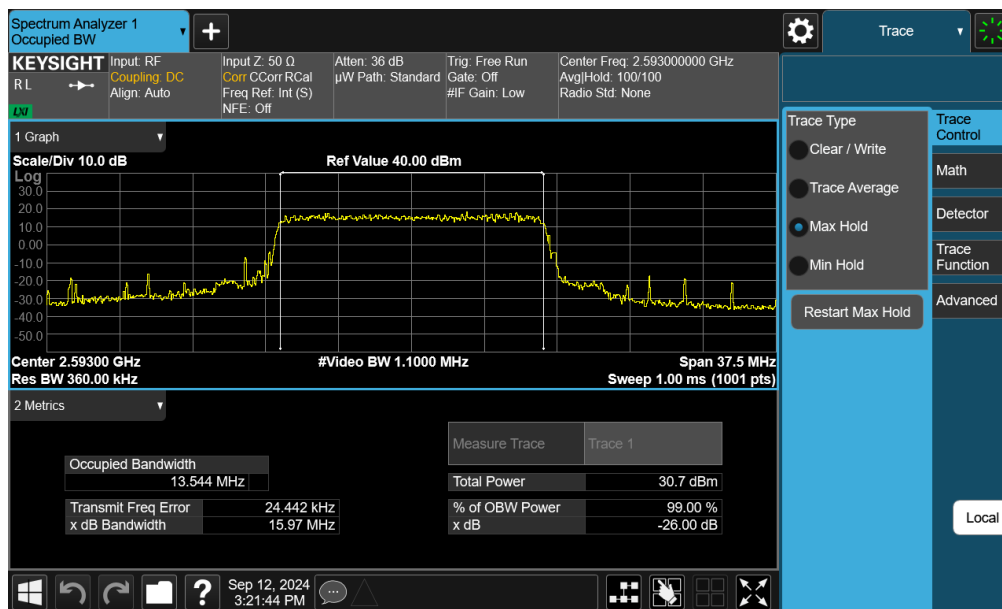 Spectrum Analyzer 1
Occupied BW
Trace
KEYSIGHT
R L
LXI
Input: RF
Coupling: DC
Align: Auto
Input Z: 50 Ω
Corr CCorr RCal
Freq Ref: Int (S)
NFE: Off
Atten: 36 dB
µW Path: Standard
Trig: Free Run
Gate: Off
#IF Gain: Low
Center Freq: 2.593000000 GHz
Avg|Hold: 100/100
Radio Std: None
1 Graph
Scale/Div 10.0 dB
Ref Value 40.00 dBm
Log
30.0
20.0
10.0
0.00
-10.0
-20.0
-30.0
-40.0
-50.0
Center 2.59300 GHz
#Video BW 1.1000 MHz
Span 37.5 MHz
Res BW 360.00 kHz
Sweep 1.00 ms (1001 pts)
2 Metrics
Measure Trace
Trace 1
Occupied Bandwidth
13.544 MHz
Total Power
30.7 dBm
Transmit Freq Error
24.442 kHz
% of OBW Power
99.00 %
x dB Bandwidth
15.97 MHz
x dB
-26.00 dB
Trace Type
Clear / Write
Trace Average
Max Hold
Min Hold
Restart Max Hold
Trace
Control
Math
Detector
Trace
Function
Advanced
Local
?
Sep 12, 2024
3:21:44 PM